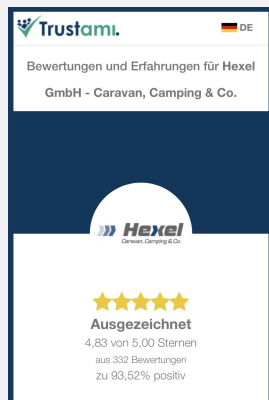 Trustami.
DE
Bewertungen und Erfahrungen für Hexel
GmbH - Caravan, Camping & Co.
Hexel
Caravan, Camping & Co.
Ausgezeichnet
4,83 von 5,00 Sternen
aus 332 Bewertungen
zu 93,52% positiv